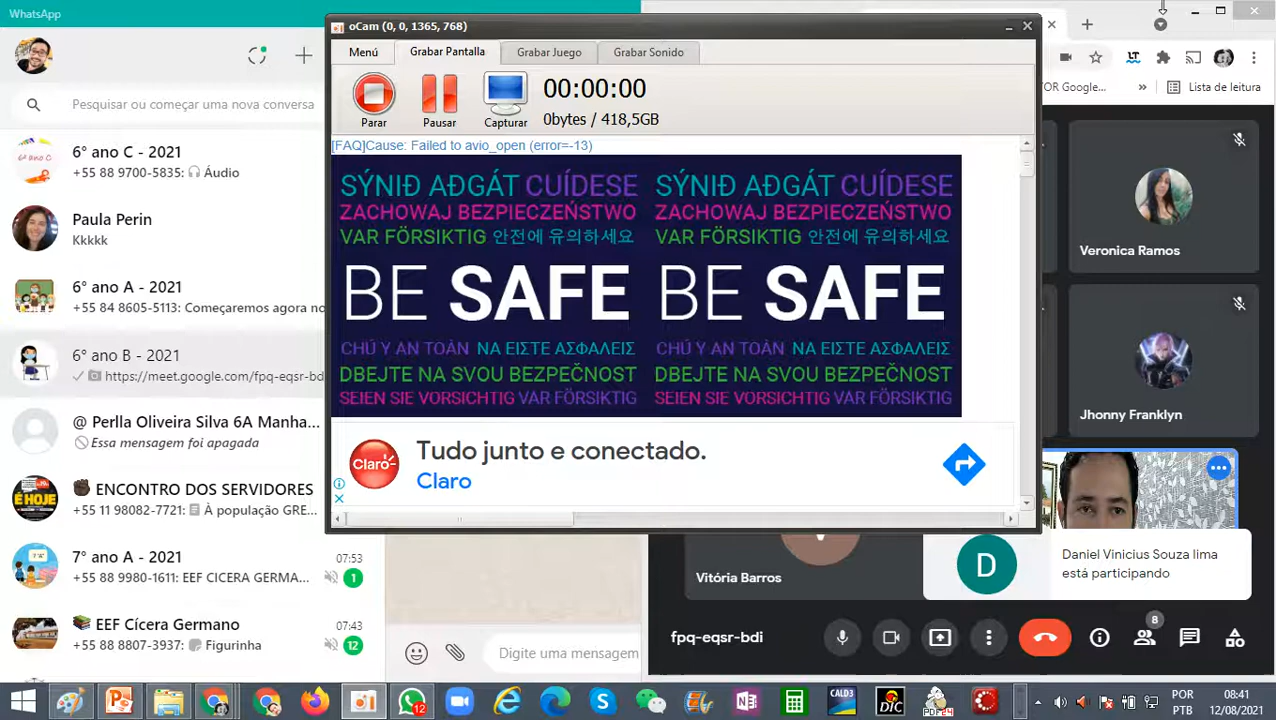 WhatsApp
Pesquisar ou começar uma nova conversa
6° ano C - 2021
+55 88 9700-5835: Áudio
Paula Perin
Kkkkk
6° ano A - 2021
+55 84 8605-5113: Começaremos agora no
6° ano B - 2021
https://meet.google.com/fpq-eqsr-bd
@ Perlla Oliveira Silva 6A Manha...
Essa mensagem foi apagada
ENCONTRO DOS SERVIDORES
+55 11 98082-7721: À população GRE...
É HOJE
7° ano A - 2021
07:53
+55 88 9980-1611: EEF CICERA GERMA...
1
EEF Cícera Germano
07:43
+55 88 8807-3937: Figurinha
12
Digite uma mensagem
oCam (0, 0, 1365, 768)
Menú
Grabar Pantalla
Grabar Juego
Grabar Sonido
Parar
Pausar
Capturar
00:00:00
0bytes / 418,5GB
[FAQ]Cause: Failed to avio_open (error=-13)
SÝNIÐ AÐGÁT CUÍDESE SÝNIÐ AÐGÁT CUÍDESE
ZACHOWAJ BEZPIECZEŃSTWO ZACHOWAJ BEZPIECZEŃSTWO
VAR FÖRSIKTIG 안전에 유의하세요 VAR FÖRSIKTIG 안전에 유의하세요
BE SAFE BE SAFE
CHÚ Ý AN TOÀN ΝΑ ΕΙΣΤΕ ΑΣΦΑΛΕΙΣ CHÚ Ý AN TOÀN ΝΑ ΕΙΣΤΕ ΑΣΦΑΛΕΙΣ
DBEJTE NA SVOU BEZPEČNOST DBEJTE NA SVOU BEZPEČNOST
SEIEN SIE VORSICHTIG VAR FÖRSIKTIG SEIEN SIE VORSICHTIG VAR FÖRSIKTIG
Claro
Tudo junto e conectado.
Claro
OR Google...
»
Lista de leitura
Veronica Ramos
Jhonny Franklyn
Vitória Barros
D
Daniel Vinicius Souza lima
está participando
fpq-eqsr-bdi
8
12
CALD3
DIC
PDF24
POR
PTB
08:41
12/08/2021